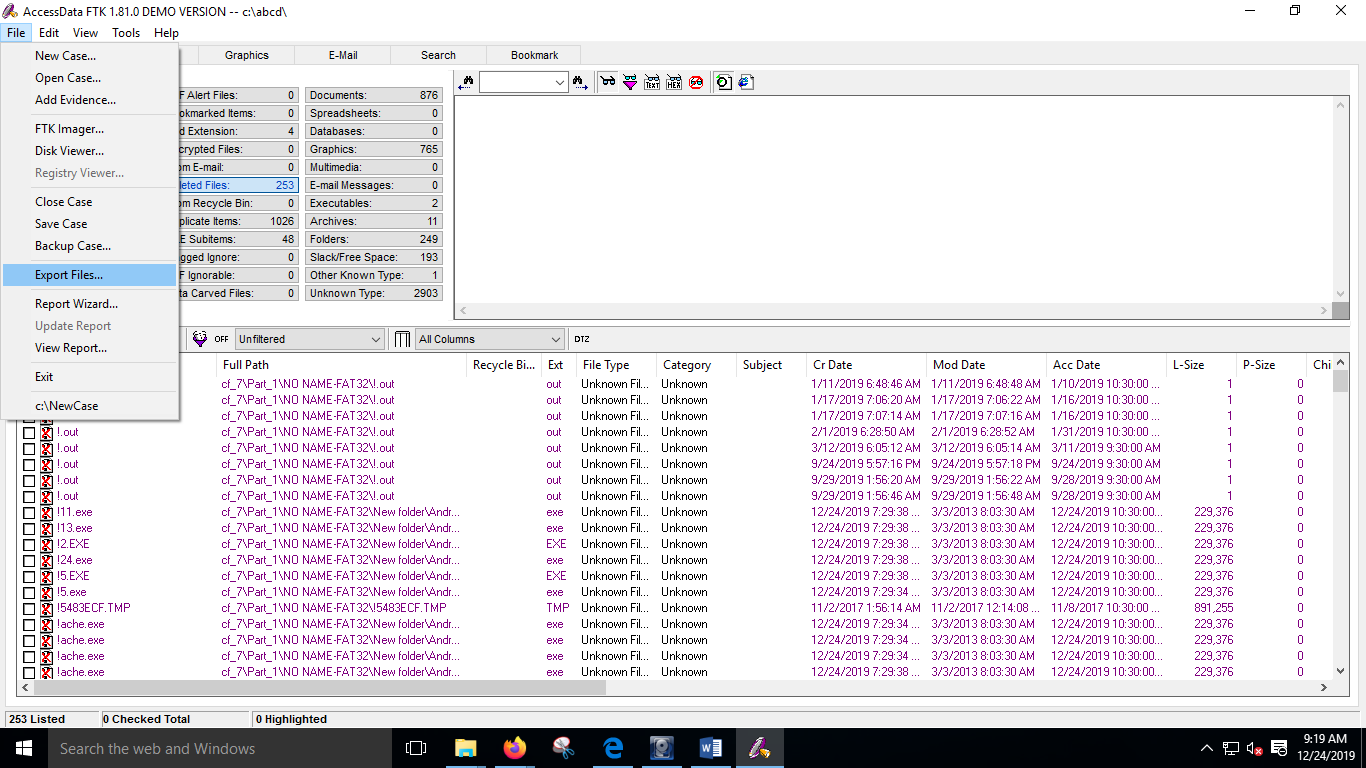 AccessData FTK 1.81.0 DEMO VERSION -- c:\abcd\
File Edit View Tools Help
Graphics E-Mail Search Bookmark
New Case...
Open Case...
Add Evidence...
FTK Imager...
Disk Viewer...
Registry Viewer...
Close Case
Save Case
Backup Case...
Export Files...
Report Wizard...
Update Report
View Report...
Exit
c:\NewCase
F Alert Files: 0 Documents: 876
okmarked Items: 0 Spreadsheets: 0
d Extension: 4 Databases: 0
crypted Files: 0 Graphics: 765
om E-mail: 0 Multimedia: 0
leted Files: 253 E-mail Messages: 0
om Recycle Bin: 0 Executables: 2
plicate Items: 1026 Archives: 11
E Subitems: 48 Folders: 249
gged Ignore: 0 Slack/Free Space: 193
F Ignorable: 0 Other Known Type: 1
ta Carved Files: 0 Unknown Type: 2903
TEXT HEX
OFF Unfiltered All Columns DTZ
Full Path Recycle Bi... Ext File Type Category Subject Cr Date Mod Date Acc Date L-Size P-Size Chi
cf_7\Part_1\NO NAME-FAT32\!.out out Unknown Fil... Unknown 1/11/2019 6:48:46 AM 1/11/2019 6:48:48 AM 1/10/2019 10:30:00 ... 1 0
cf_7\Part_1\NO NAME-FAT32\!.out out Unknown Fil... Unknown 1/17/2019 7:06:20 AM 1/17/2019 7:06:22 AM 1/16/2019 10:30:00 ... 1 0
cf_7\Part_1\NO NAME-FAT32\!.out out Unknown Fil... Unknown 1/17/2019 7:07:14 AM 1/17/2019 7:07:16 AM 1/16/2019 10:30:00 ... 1 0
!.out cf_7\Part_1\NO NAME-FAT32\!.out out Unknown Fil... Unknown 2/1/2019 6:28:50 AM 2/1/2019 6:28:52 AM 1/31/2019 10:30:00 ... 1 0
!.out cf_7\Part_1\NO NAME-FAT32\!.out out Unknown Fil... Unknown 3/12/2019 6:05:12 AM 3/12/2019 6:05:14 AM 3/11/2019 9:30:00 AM 1 0
!.out cf_7\Part_1\NO NAME-FAT32\!.out out Unknown Fil... Unknown 9/24/2019 5:57:16 PM 9/24/2019 5:57:18 PM 9/24/2019 9:30:00 AM 1 0
!.out cf_7\Part_1\NO NAME-FAT32\!.out out Unknown Fil... Unknown 9/29/2019 1:56:20 AM 9/29/2019 1:56:22 AM 9/28/2019 9:30:00 AM 1 0
!.out cf_7\Part_1\NO NAME-FAT32\!.out out Unknown Fil... Unknown 9/29/2019 1:56:46 AM 9/29/2019 1:56:48 AM 9/28/2019 9:30:00 AM 1 0
!11.exe cf_7\Part_1\NO NAME-FAT32\New folder\Andr... exe Unknown Fil... Unknown 12/24/2019 7:29:38 ... 3/3/2013 8:03:30 AM 12/24/2019 10:30:00... 229,376 0
!13.exe cf_7\Part_1\NO NAME-FAT32\New folder\Andr... exe Unknown Fil... Unknown 12/24/2019 7:29:38 ... 3/3/2013 8:03:30 AM 12/24/2019 10:30:00... 229,376 0
!2.EXE cf_7\Part_1\NO NAME-FAT32\New folder\Andr... EXE Unknown Fil... Unknown 12/24/2019 7:29:38 ... 3/3/2013 8:03:30 AM 12/24/2019 10:30:00... 229,376 0
!24.exe cf_7\Part_1\NO NAME-FAT32\New folder\Andr... exe Unknown Fil... Unknown 12/24/2019 7:29:38 ... 3/3/2013 8:03:30 AM 12/24/2019 10:30:00... 229,376 0
!5.EXE cf_7\Part_1\NO NAME-FAT32\New folder\Andr... EXE Unknown Fil... Unknown 12/24/2019 7:29:38 ... 3/3/2013 8:03:30 AM 12/24/2019 10:30:00... 229,376 0
!5.exe cf_7\Part_1\NO NAME-FAT32\New folder\Andr... exe Unknown Fil... Unknown 12/24/2019 7:29:34 ... 3/3/2013 8:03:30 AM 12/24/2019 10:30:00... 229,376 0
!5483ECF.TMP cf_7\Part_1\NO NAME-FAT32\!5483ECF.TMP TMP Unknown Fil... Unknown 11/2/2017 1:56:14 AM 11/2/2017 12:14:08 ... 11/8/2017 10:30:00 ... 891,255 0
!ache.exe cf_7\Part_1\NO NAME-FAT32\New folder\Andr... exe Unknown Fil... Unknown 12/24/2019 7:29:34 ... 3/3/2013 8:03:30 AM 12/24/2019 10:30:00... 229,376 0
!ache.exe cf_7\Part_1\NO NAME-FAT32\New folder\Andr... exe Unknown Fil... Unknown 12/24/2019 7:29:34 ... 3/3/2013 8:03:30 AM 12/24/2019 10:30:00... 229,376 0
!ache.exe cf_7\Part_1\NO NAME-FAT32\New folder\Andr... exe Unknown Fil... Unknown 12/24/2019 7:29:34 ... 3/3/2013 8:03:30 AM 12/24/2019 10:30:00... 229,376 0
!ache.exe cf_7\Part_1\NO NAME-FAT32\New folder\Andr... exe Unknown Fil... Unknown 12/24/2019 7:29:38 ... 3/3/2013 8:03:30 AM 12/24/2019 10:30:00... 229,376 0
253 Listed 0 Checked Total 0 Highlighted
Search the web and Windows
9:19 AM
12/24/2019